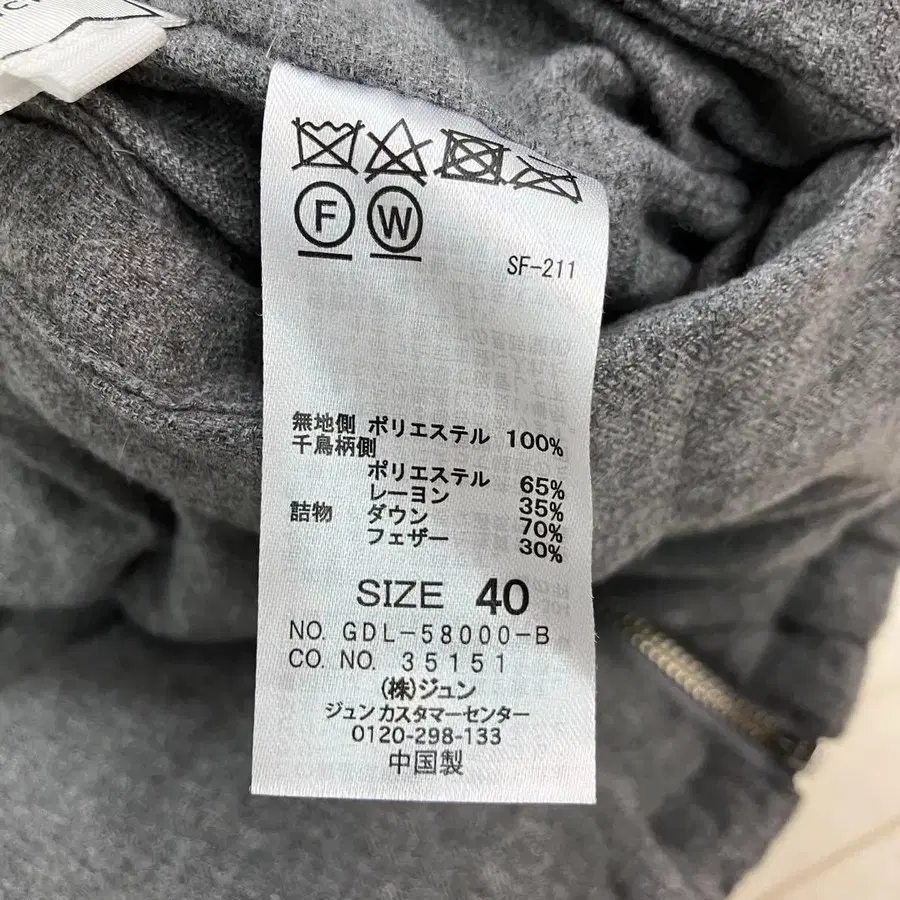 F W
SF-211
無地側 ポリエステル 100%
千鳥柄側
ポリエステル 65%
レーヨン 35%
詰物 ダウン 70%
フェザー 30%
SIZE 40
NO. GDL-58000-B
CO. NO. 35151
(株)ジュン
ジュンカスタマーセンター
0120-298-133
中国製